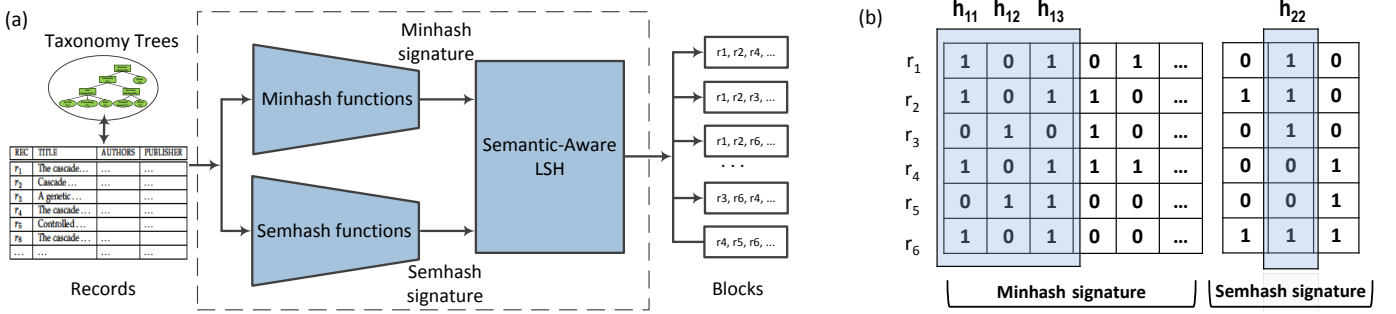 (a)
Taxonomy Trees
REC TITLE AUTHORS PUBLISHER
r1 The cascade... ... ...
r2 Cascade ... ... ...
r3 A genetic ... ... ...
r4 The cascade ... ... ...
r5 Controlled ... ...
r6 The cascade ... ... ...
... ... ... ...
Records
Minhash
signature
Minhash functions
Semhash functions
Semhash
signature
Semantic-Aware
LSH
r1, r2, r4, ...
r1, r2, r3, ...
r1, r2, r6, ...
. . .
r3, r6, r4, ...
r4, r5, r6, ...
Blocks
(b)
h11 h12 h13 h22
r1 1 0 1 0 1 ... 0 1 0
r2 1 0 1 1 0 ... 1 1 0
r3 0 1 0 1 0 ... 0 1 0
r4 1 0 1 1 1 ... 0 0 1
r5 0 1 1 0 0 ... 0 0 1
r6 1 0 1 0 0 ... 1 1 1
Minhash signature Semhash signature